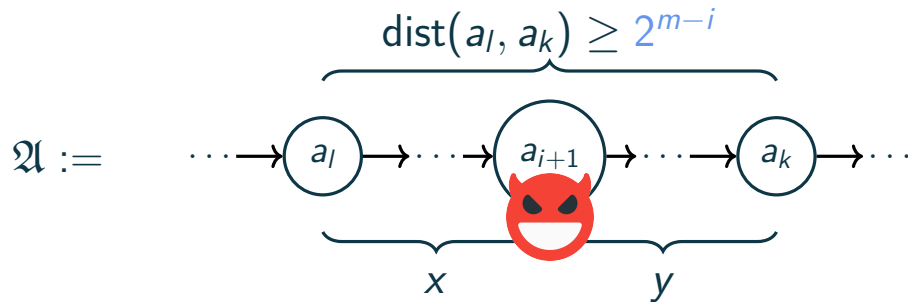 dist(a_l, a_k) ≥ 2^{m−i}
𝔄 := ⋯ a_l ⋯ a_{i+1} ⋯ a_k ⋯
x y